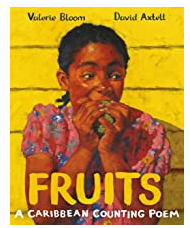 Valerie Bloom David Axtell
FRUITS
A CARIBBEAN COUNTING POEM